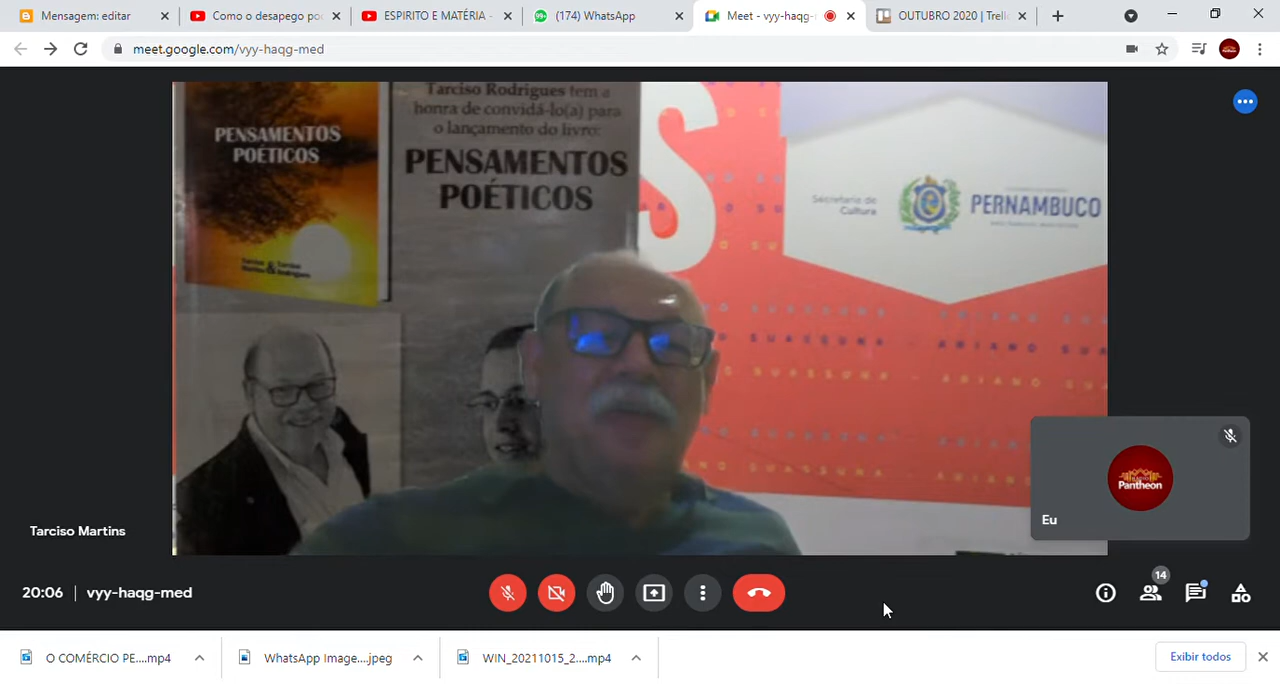 Mensagem: editar
Como o desapego po
ESPIRITO E MATÉRIA -
99+
(174) WhatsApp
Meet - vyy-haqg-
OUTUBRO 2020 | Trell
meet.google.com/vyy-haqg-med
PENSAMENTOS
POÉTICOS
Tarciso Rodrigues tem a
honra de convidá-lo(a) para
o lançamento do livro:
PENSAMENTOS
POÉTICOS
S
Secretaria de
Cultura
PERNAMBUCO
ARIANO SUA
ANO SUASSUNA
Pantheon
Eu
Tarciso Martins
20:06 | vyy-haqg-med
14
O COMÉRCIO PE....mp4
WhatsApp Image....jpeg
WIN_20211015_2....mp4
Exibir todos